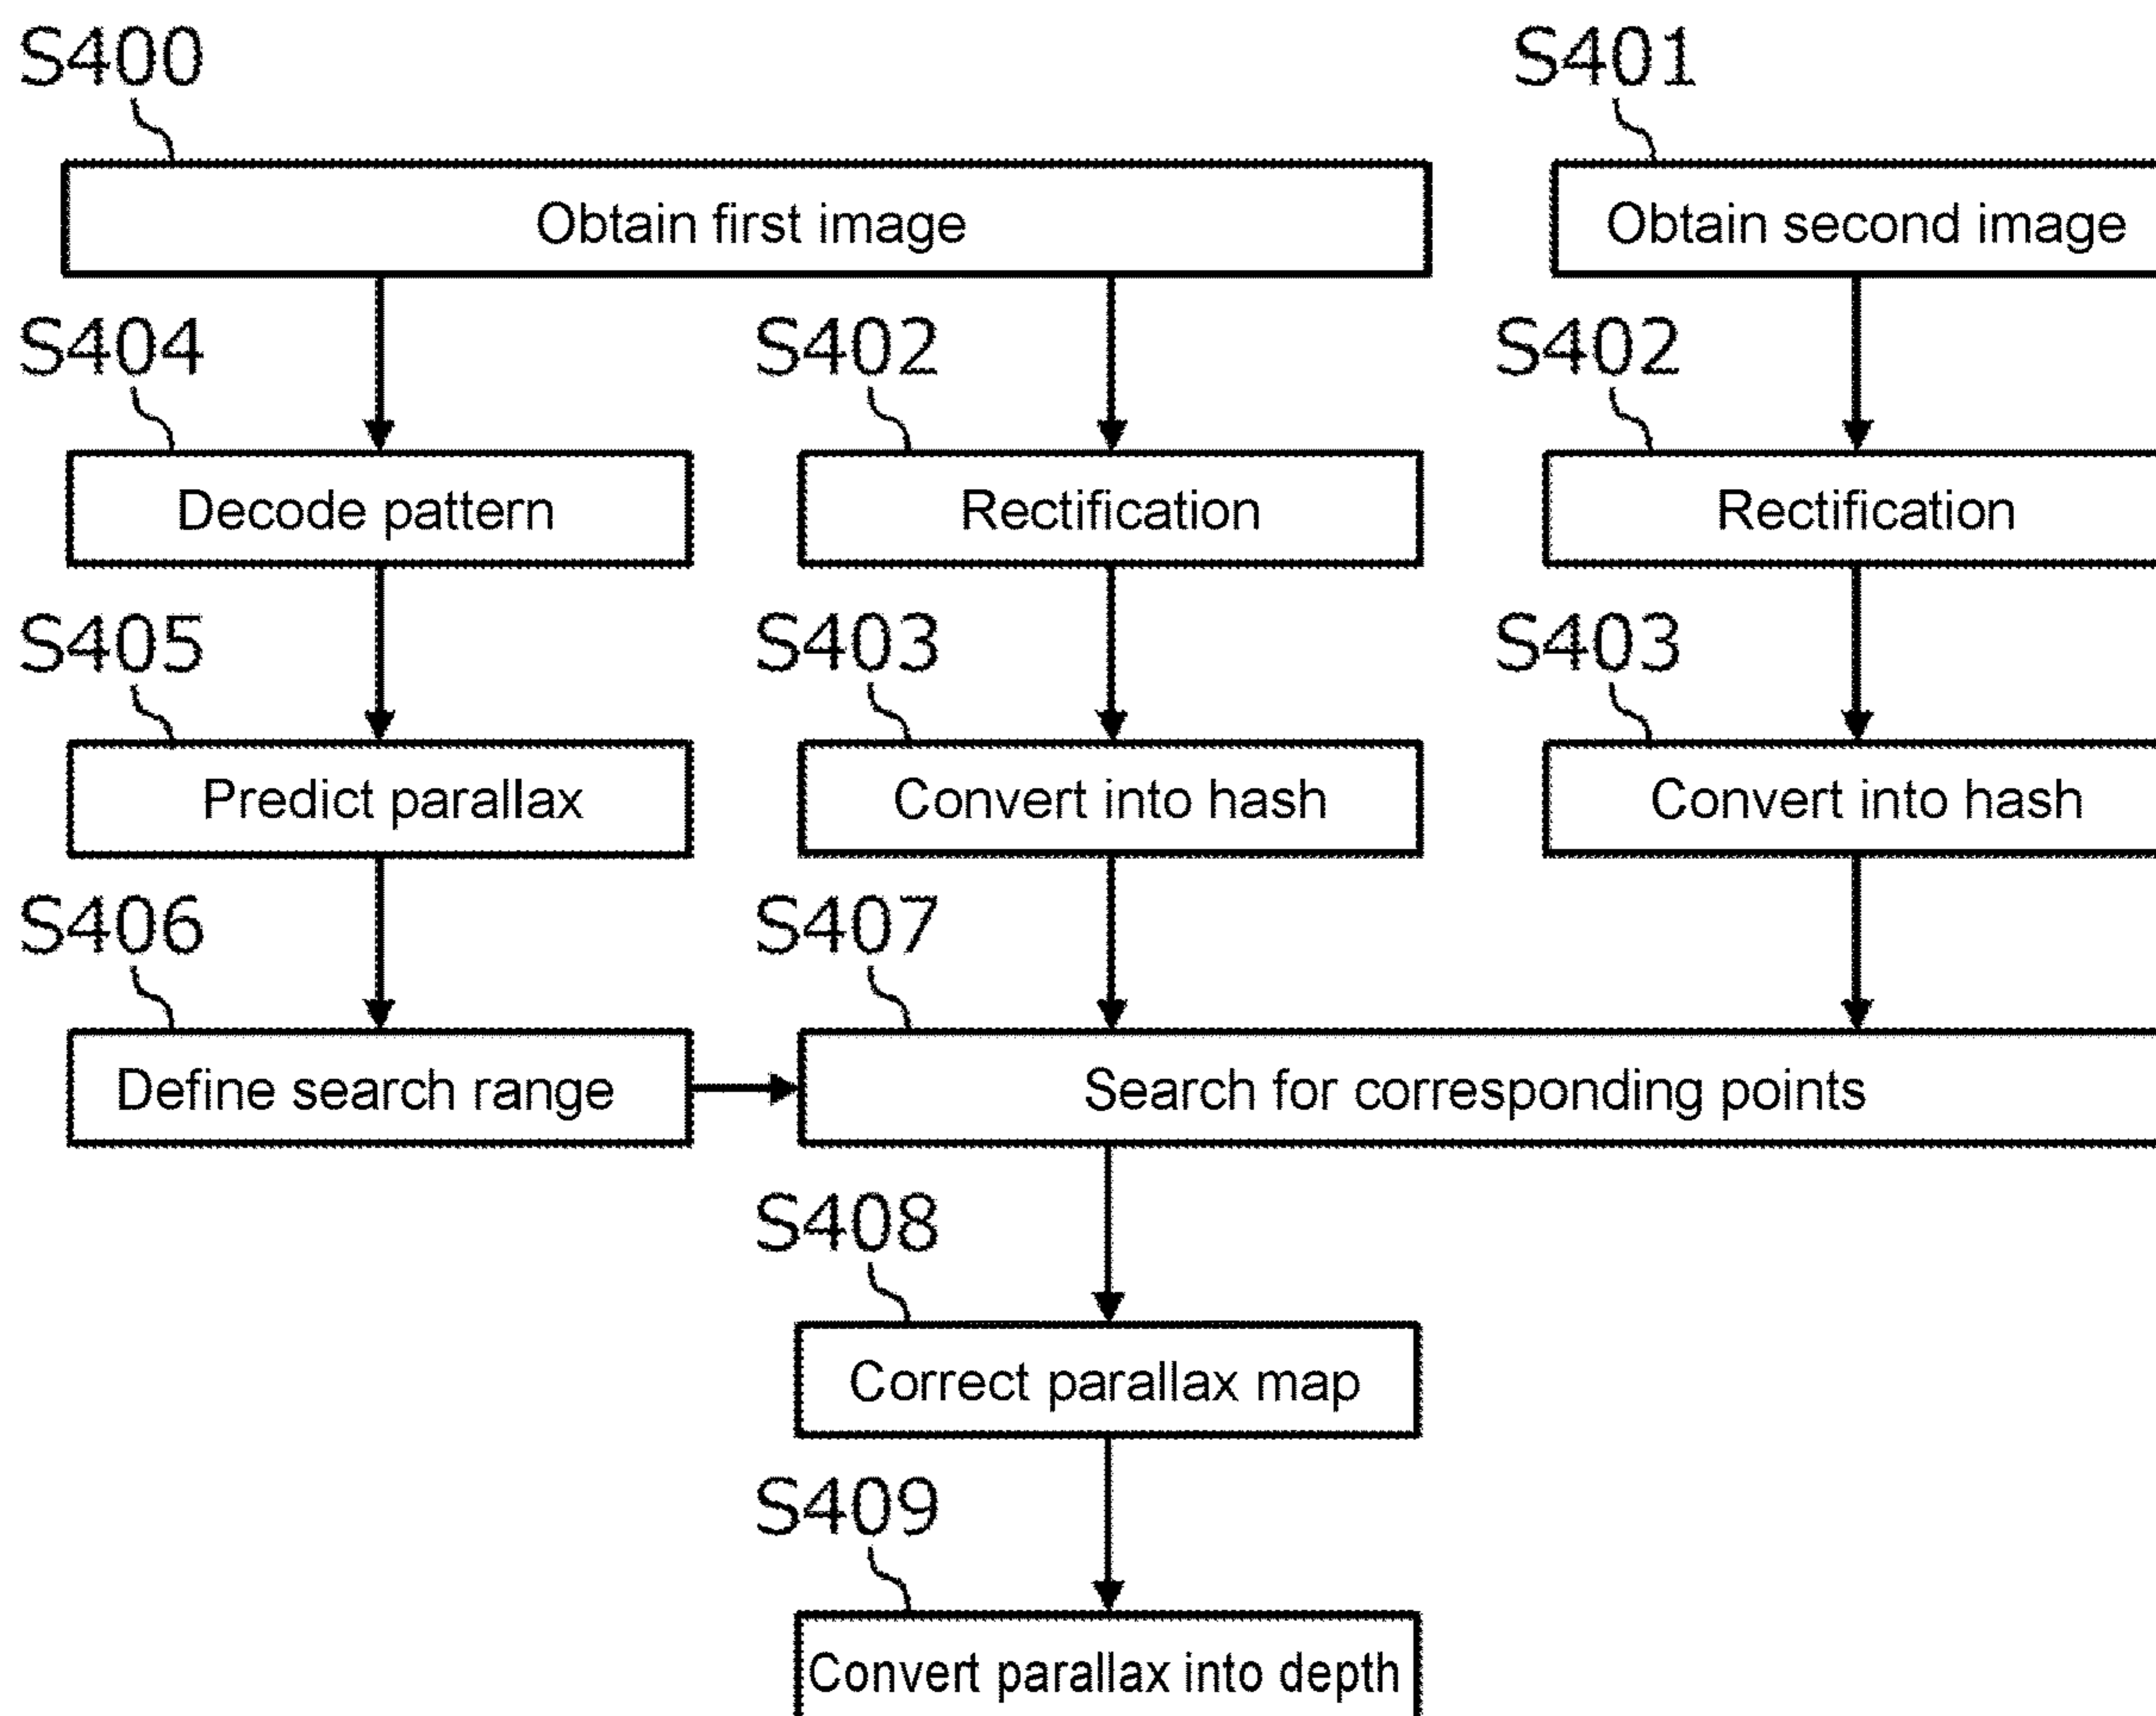 S400
S401
Obtain first image
Obtain second image
S404
S402
S402
Decode pattern
Rectification
Rectification
S405
S403
S403
Predict parallax
Convert into hash
Convert into hash
S406
S407
Define search range
Search for corresponding points
S408
Correct parallax map
S409
Convert parallax into depth